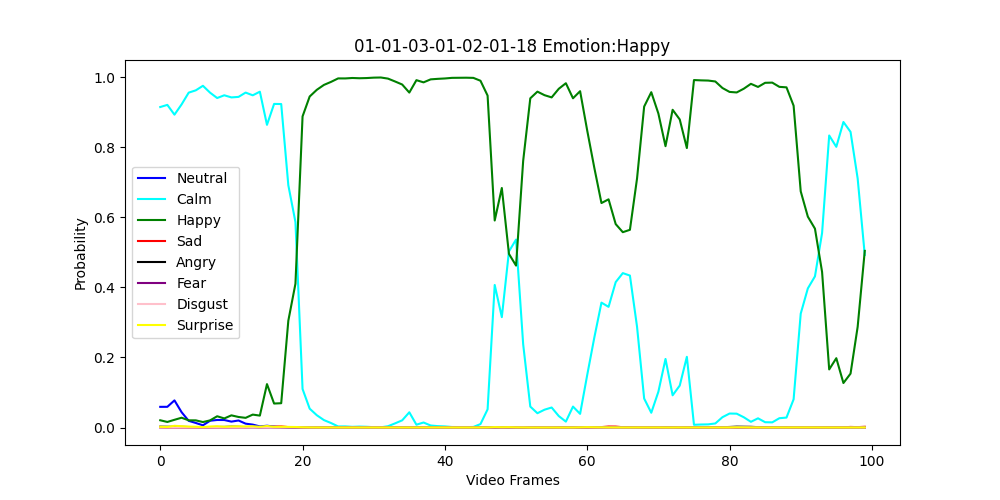 01-01-03-01-02-01-18 Emotion:Happy
1.0
0.8
0.6
0.4
0.2
0.0
Probability
Neutral
Calm
Happy
Sad
Angry
Fear
Disgust
Surprise
0 20 40 60 80 100
Video Frames